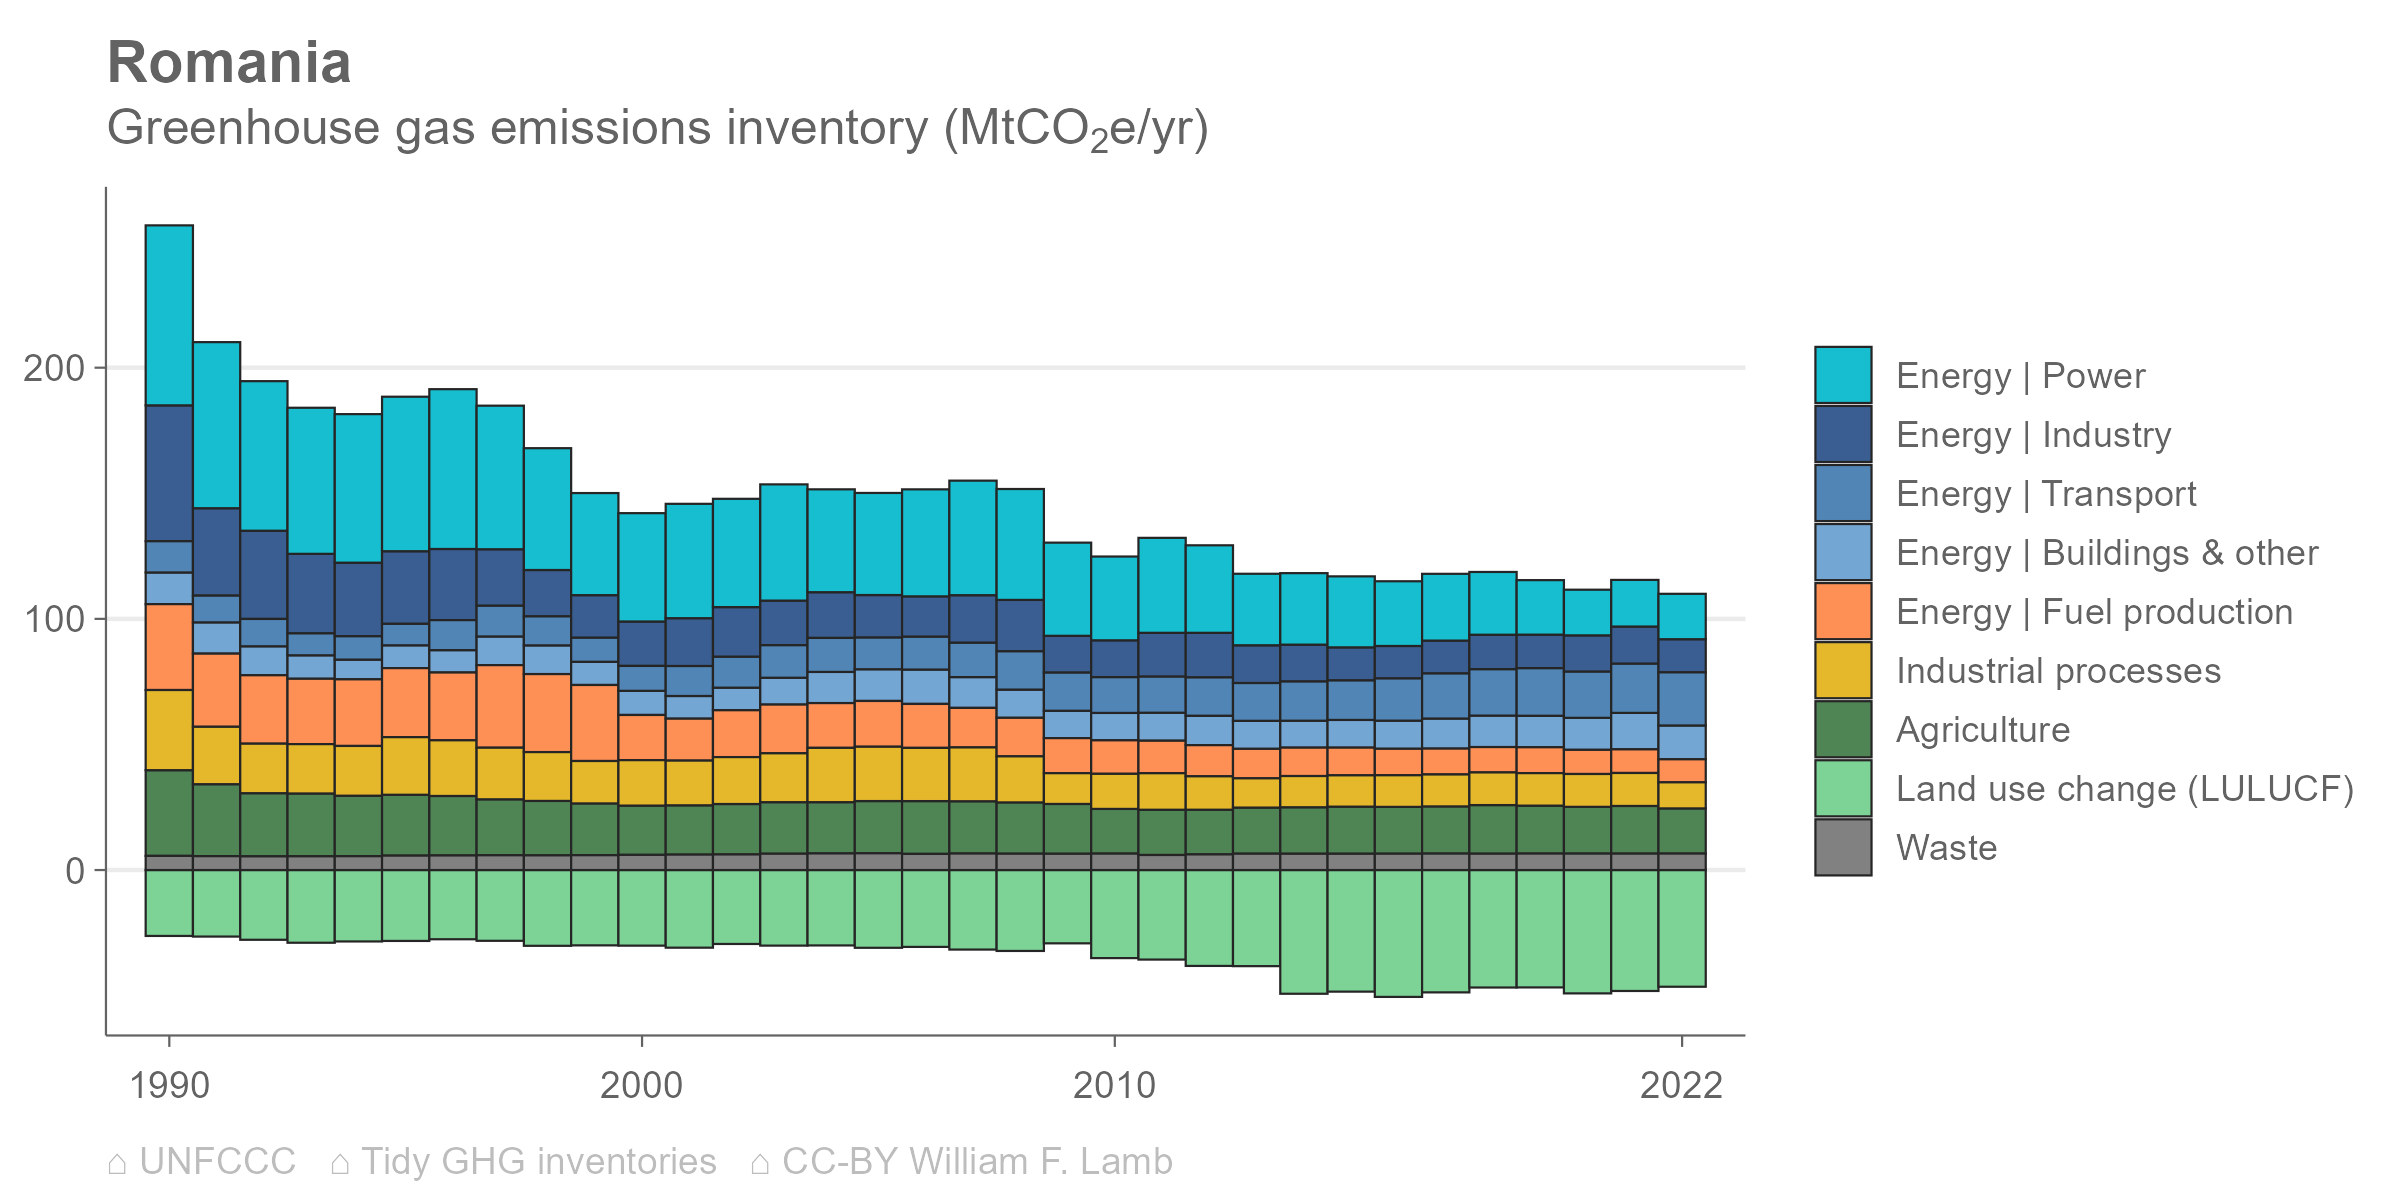 Romania
Greenhouse gas emissions inventory (MtCO₂e/yr)
200
100
0
1990
2000
2010
2022
Energy | Power
Energy | Industry
Energy | Transport
Energy | Buildings & other
Energy | Fuel production
Industrial processes
Agriculture
Land use change (LULUCF)
Waste
⌂ UNFCCC ⌂ Tidy GHG inventories ⌂ CC-BY William F. Lamb